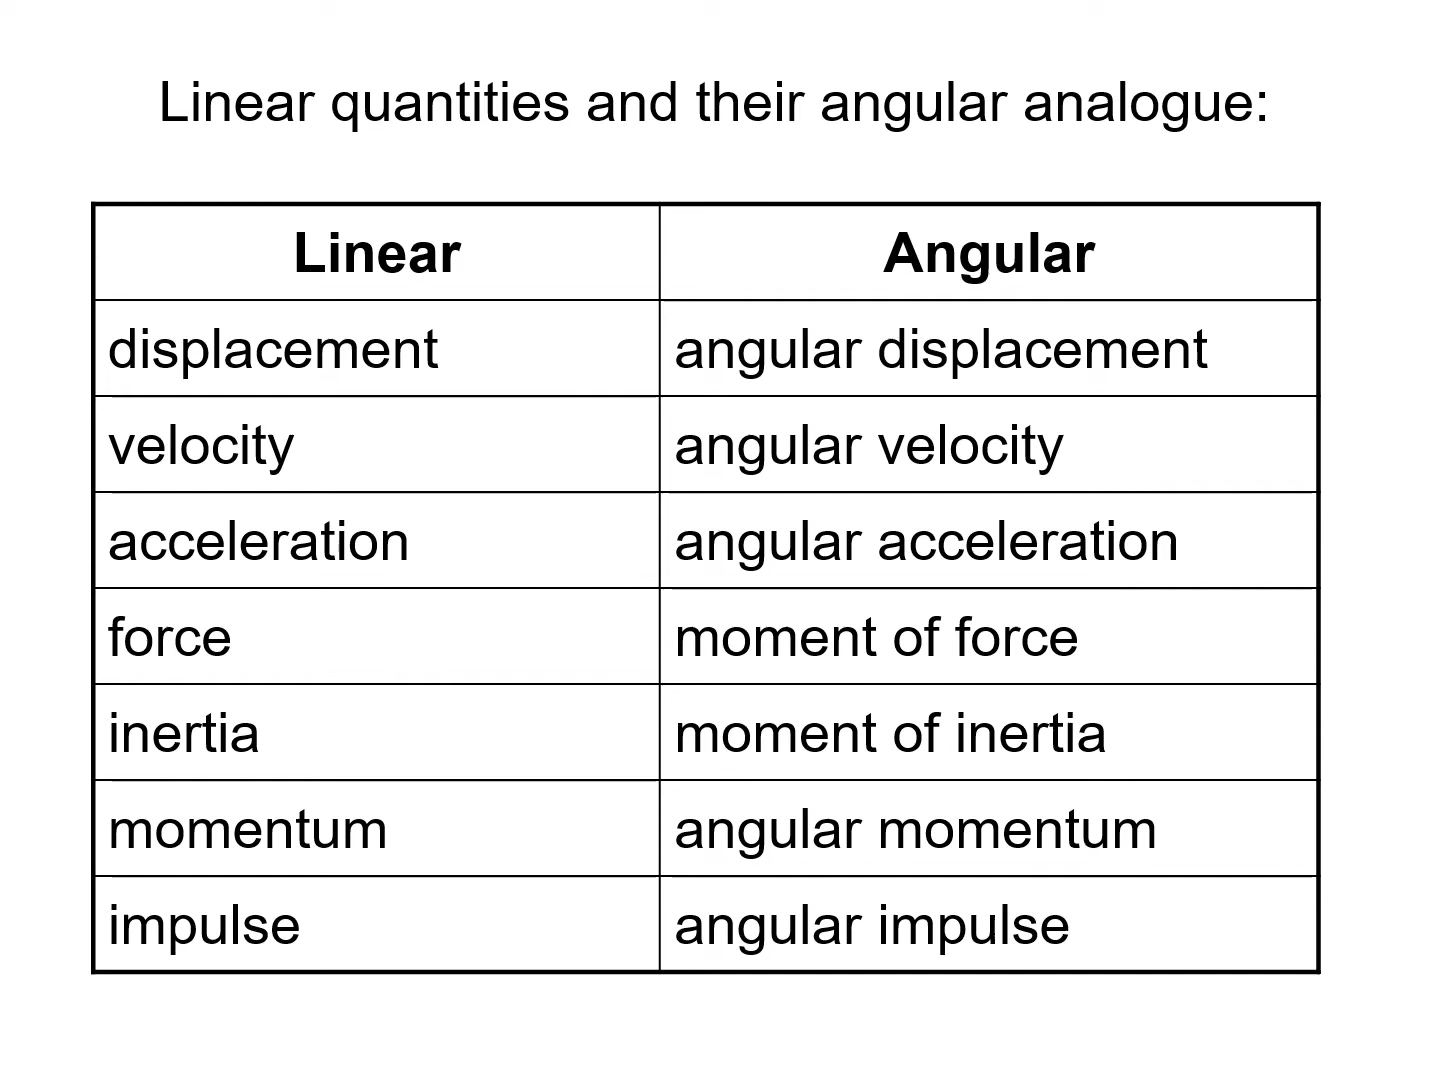 Linear quantities and their angular analogue:
Linear Angular
displacement angular displacement
velocity angular velocity
acceleration angular acceleration
force moment of force
inertia moment of inertia
momentum angular momentum
impulse angular impulse